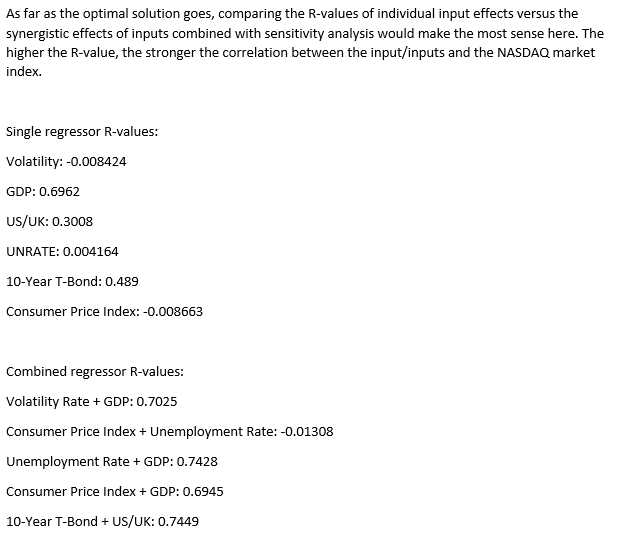 As far as the optimal solution goes, comparing the R-values of individual input effects versus the
synergistic effects of inputs combined with sensitivity analysis would make the most sense here. The
higher the R-value, the stronger the correlation between the input/inputs and the NASDAQ market
index.
Single regressor R-values:
Volatility: -0.008424
GDP: 0.6962
US/UK: 0.3008
UNRATE: 0.004164
10-Year T-Bond: 0.489
Consumer Price Index: -0.008663
Combined regressor R-values:
Volatility Rate + GDP: 0.7025
Consumer Price Index + Unemployment Rate: -0.01308
Unemployment Rate + GDP: 0.7428
Consumer Price Index + GDP: 0.6945
10-Year T-Bond + US/UK: 0.7449